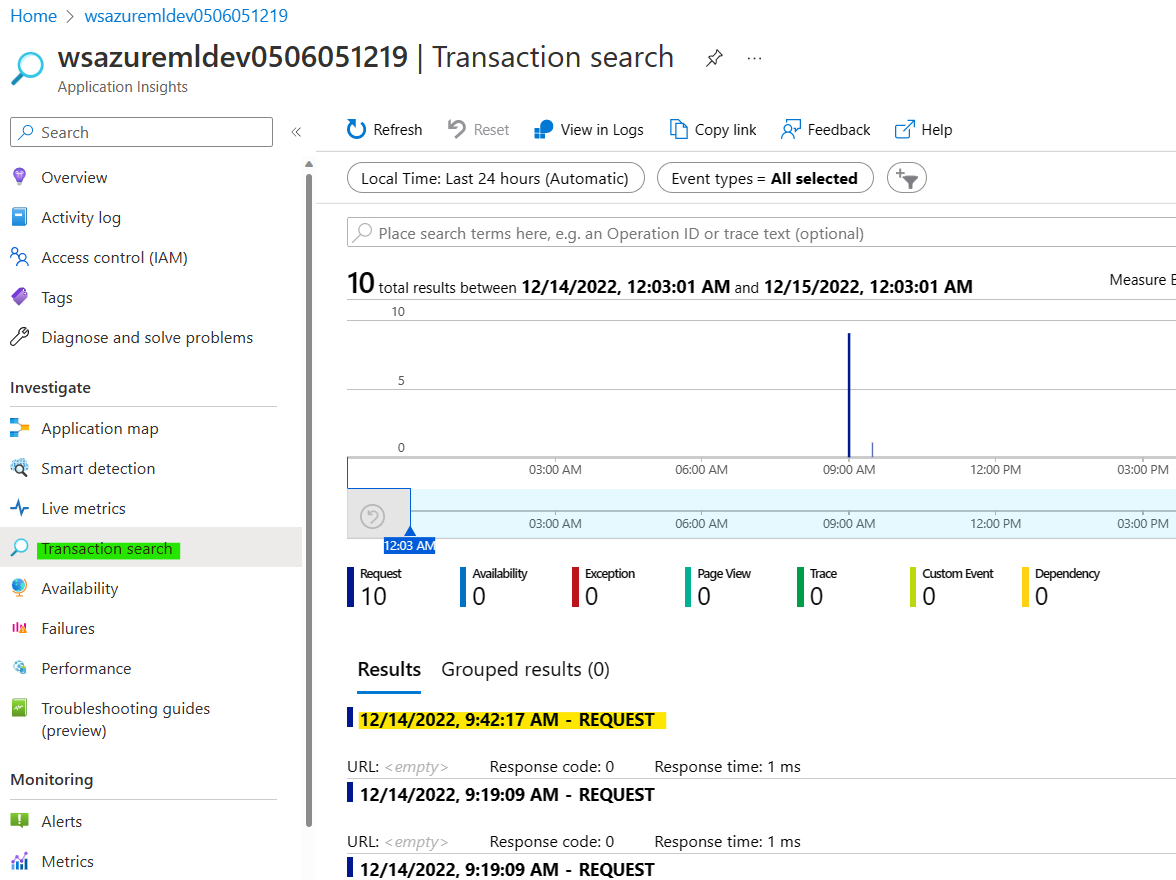 Home > wsazuremldev0506051219
wsazuremldev0506051219 | Transaction search ...
Application Insights
Search «
Refresh Reset View in Logs Copy link Feedback Help
Local Time: Last 24 hours (Automatic) Event types = All selected
Place search terms here, e.g. an Operation ID or trace text (optional)
10 total results between 12/14/2022, 12:03:01 AM and 12/15/2022, 12:03:01 AM Measure E
Overview
Activity log
Access control (IAM)
Tags
Diagnose and solve problems
Investigate
Application map
Smart detection
Live metrics
Transaction search
Availability
Failures
Performance
Troubleshooting guides
(preview)
Monitoring
Alerts
Metrics
10
5
0
03:00 AM 06:00 AM 09:00 AM 12:00 PM 03:00 PM
03:00 AM 06:00 AM 09:00 AM 12:00 PM 03:00 PM
12:03 AM
Request Availability Exception Page View Trace Custom Event Dependency
10 0 0 0 0 0 0
Results Grouped results (0)
12/14/2022, 9:42:17 AM - REQUEST
URL: <empty> Response code: 0 Response time: 1 ms
12/14/2022, 9:19:09 AM - REQUEST
URL: <empty> Response code: 0 Response time: 1 ms
12/14/2022, 9:19:09 AM - REQUEST